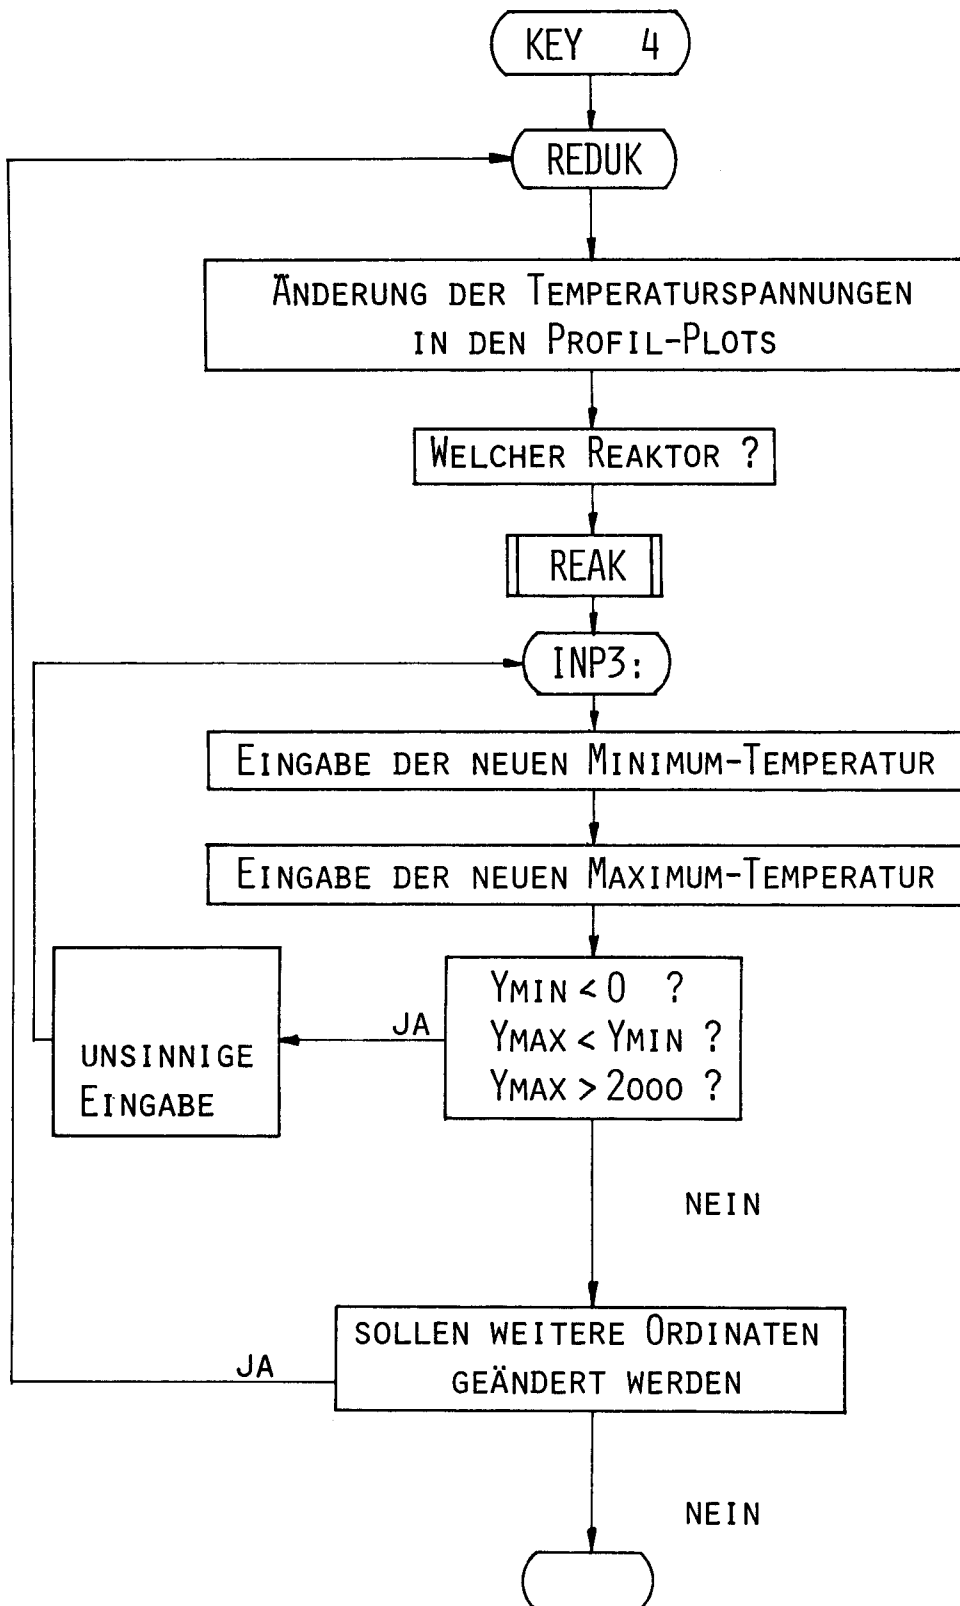 KEY 4
REDUK
ÄNDERUNG DER TEMPERATURSPANNUNGEN
IN DEN PROFIL-PLOTS
WELCHER REAKTOR ?
REAK
INP3:
EINGABE DER NEUEN MINIMUM-TEMPERATUR
EINGABE DER NEUEN MAXIMUM-TEMPERATUR
YMIN < 0 ?
YMAX < YMIN ?
YMAX > 2000 ?
JA
UNSINNIGE
EINGABE
NEIN
SOLLEN WEITERE ORDINATEN
GEÄNDERT WERDEN
JA
NEIN